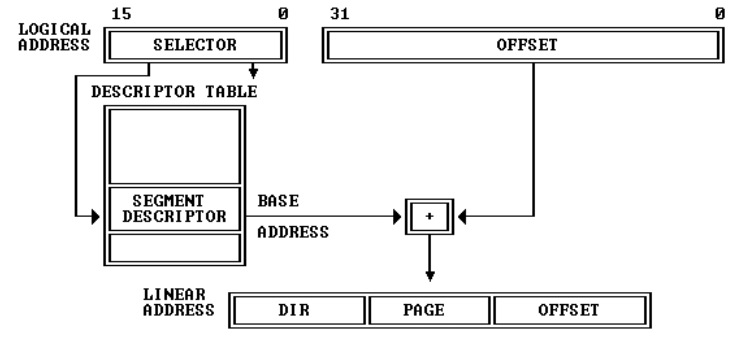 15 0 31 0
LOGICAL
ADDRESS
SELECTOR
OFFSET
DESCRIPTOR TABLE
SEGMENT
DESCRIPTOR
BASE
ADDRESS
+
LINEAR
ADDRESS
DIR PAGE OFFSET